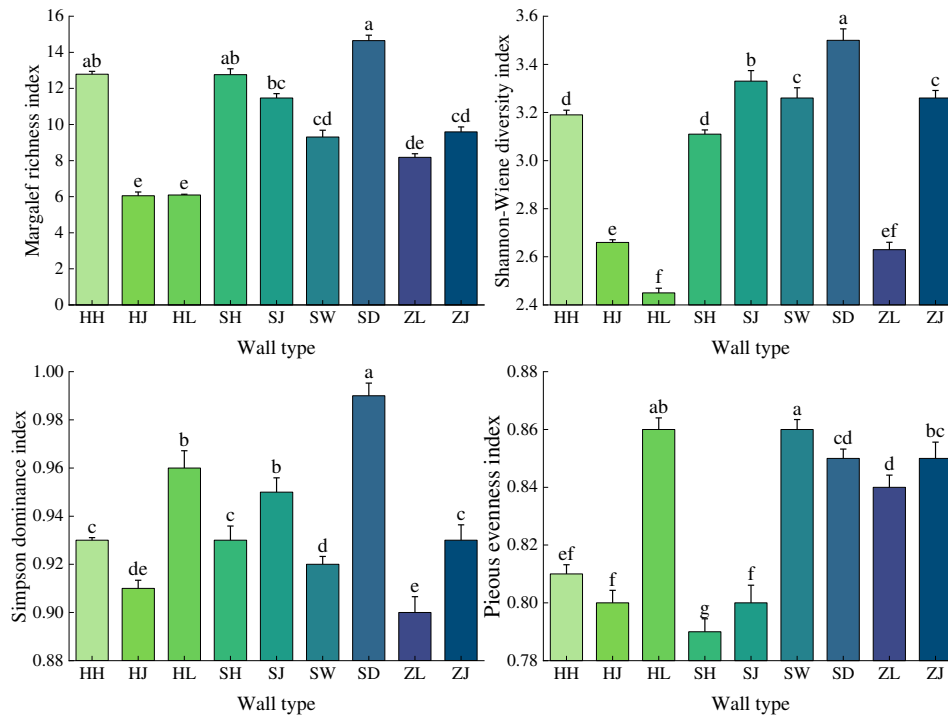 Margalef richness index
16
14
12
10
8
6
4
2
0
ab
e
e
ab
bc
cd
a
de
cd
HH HJ HL SH SJ SW SD ZL ZJ
Wall type
Shannon-Wiene diversity index
3.6
3.4
3.2
3.0
2.8
2.6
2.4
d
e
f
d
b
c
a
ef
c
HH HJ HL SH SJ SW SD ZL ZJ
Wall type
Simpson dominance index
1.00
0.98
0.96
0.94
0.92
0.90
0.88
c
de
b
c
b
d
a
e
c
HH HJ HL SH SJ SW SD ZL ZJ
Wall type
Pieous evenness index
0.88
0.86
0.84
0.82
0.80
0.78
ef
f
ab
g
f
a
cd
d
bc
HH HJ HL SH SJ SW SD ZL ZJ
Wall type